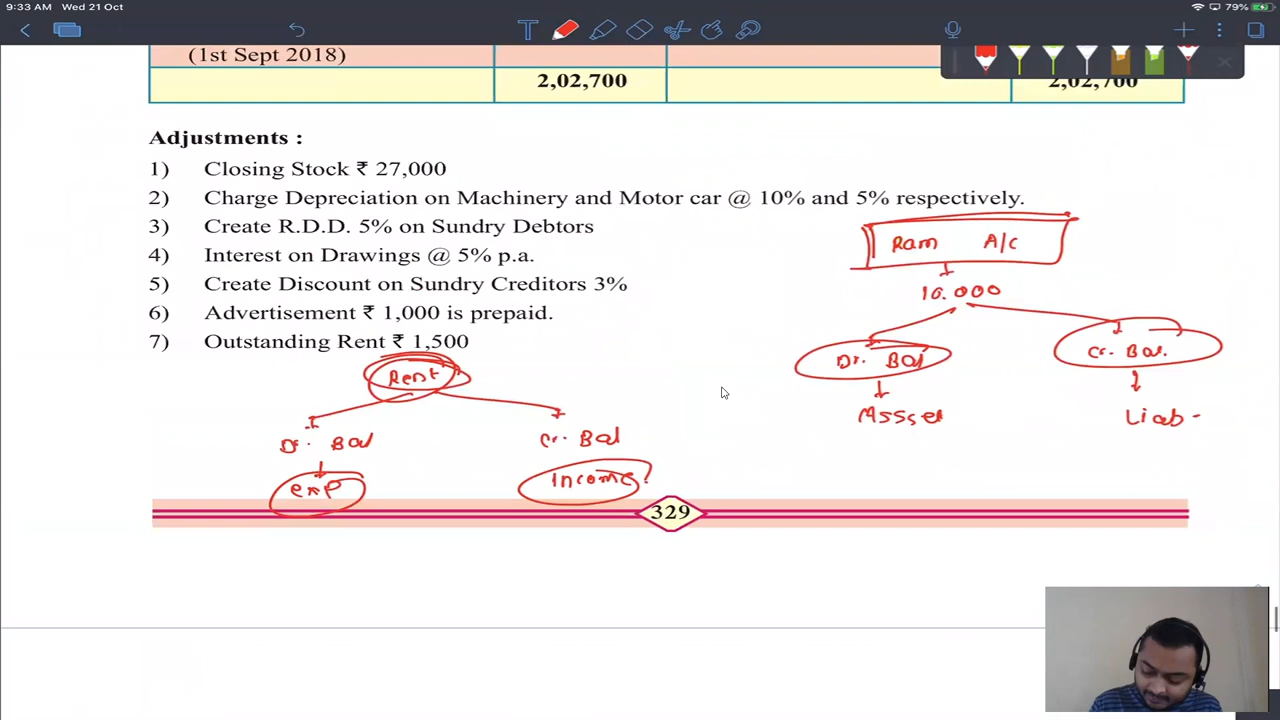 9:33 AM Wed 21 Oct
79%
(1st Sept 2018)
2,02,700 2,02,700
Adjustments :
1) Closing Stock ₹ 27,000
2) Charge Depreciation on Machinery and Motor car @ 10% and 5% respectively.
3) Create R.D.D. 5% on Sundry Debtors
4) Interest on Drawings @ 5% p.a.
5) Create Discount on Sundry Creditors 3%
6) Advertisement ₹ 1,000 is prepaid.
7) Outstanding Rent ₹ 1,500
Ram A/C
10.000
Dr. Bal Cr. Bal.
Asset Liab -
Rent
Dr. Bal Cr. Bal
exp Income
329